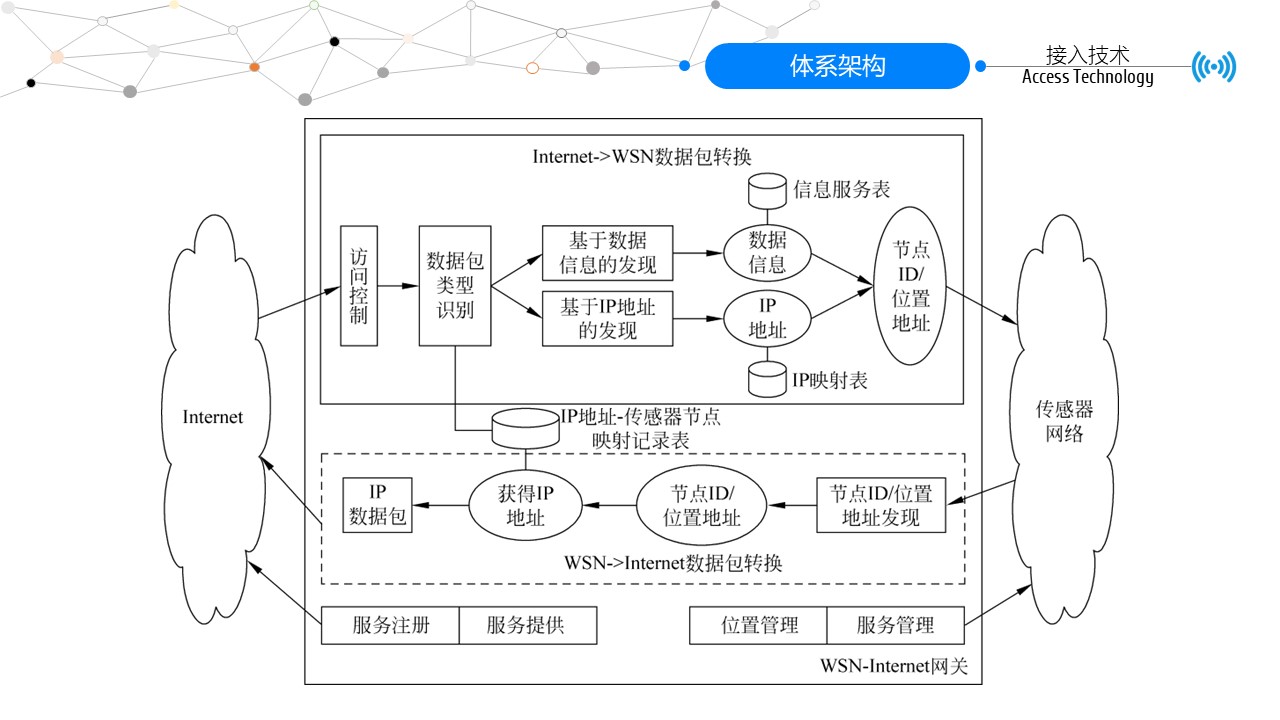 体系架构
接入技术
Access Technology
Internet->WSN数据包转换
信息服务表
访
问
控
制
数据包
类型
识别
基于数据
信息的发现
数据
信息
节点
ID/
位置
地址
基于IP地址
的发现
IP
地址
IP映射表
Internet
传感器
网络
IP地址-传感器节点
映射记录表
IP
数据包
获得IP
地址
节点ID/
位置地址
节点ID/位置
地址发现
WSN->Internet数据包转换
服务注册
服务提供
位置管理
服务管理
WSN-Internet网关